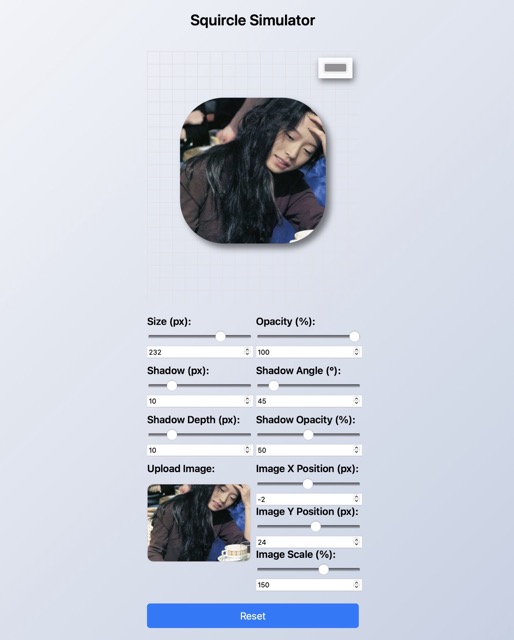 Squircle Simulator
Size (px):
232
Opacity (%):
100
Shadow (px):
10
Shadow Angle (º):
45
Shadow Depth (px):
10
Shadow Opacity (%):
50
Upload Image:
Image X Position (px):
-2
Image Y Position (px):
24
Image Scale (%):
150
Reset